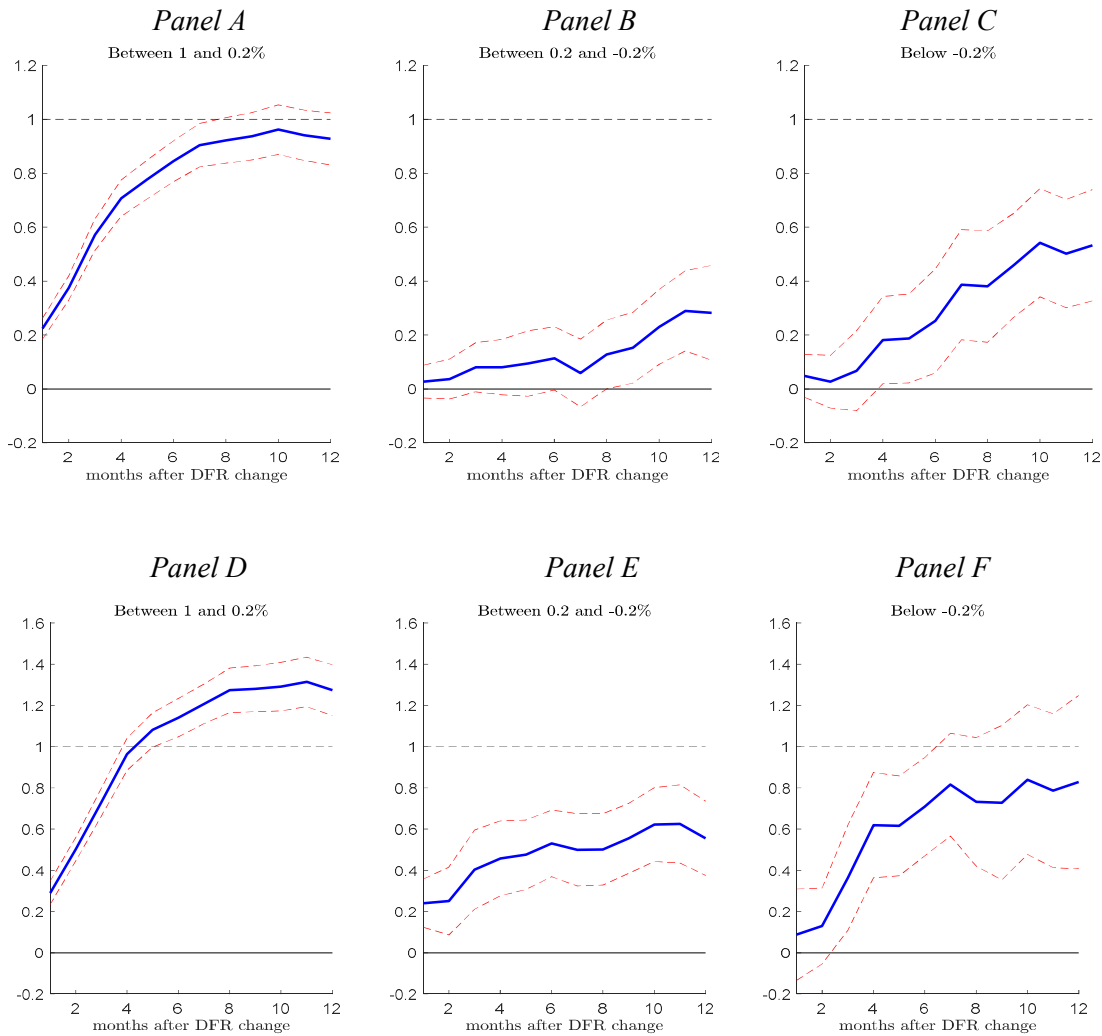 Panel A
Panel B
Panel C
Between 1 and 0.2%
Between 0.2 and -0.2%
Below -0.2%
1.2
1
0.8
0.6
0.4
0.2
0
-0.2
2 4 6 8 10 12
months after DFR change
1.2
1
0.8
0.6
0.4
0.2
0
-0.2
2 4 6 8 10 12
months after DFR change
1.2
1
0.8
0.6
0.4
0.2
0
-0.2
2 4 6 8 10 12
months after DFR change
Panel D
Panel E
Panel F
Between 1 and 0.2%
Between 0.2 and -0.2%
Below -0.2%
1.6
1.4
1.2
1
0.8
0.6
0.4
0.2
0
-0.2
2 4 6 8 10 12
months after DFR change
1.6
1.4
1.2
1
0.8
0.6
0.4
0.2
0
-0.2
2 4 6 8 10 12
months after DFR change
1.6
1.4
1.2
1
0.8
0.6
0.4
0.2
0
-0.2
2 4 6 8 10 12
months after DFR change